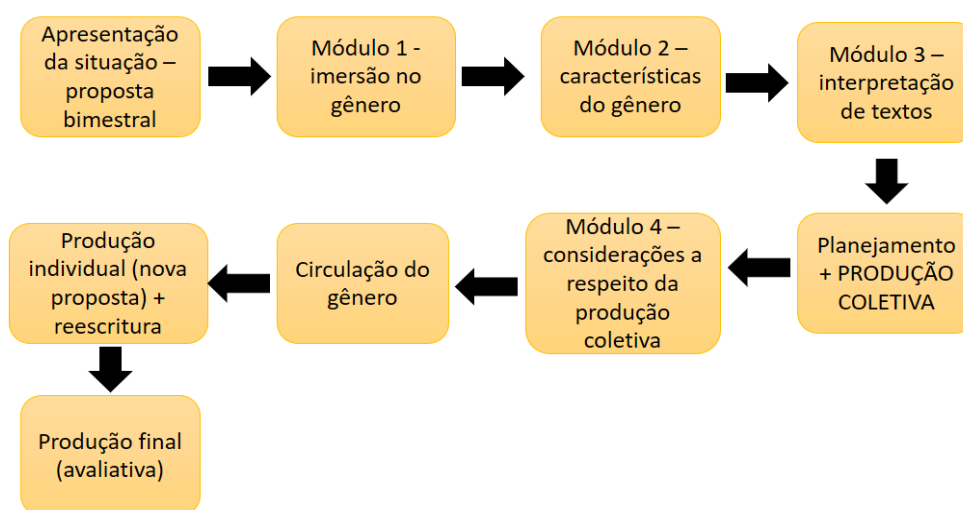 Apresentação
da situação –
proposta
bimestral
Módulo 1 -
imersão no
gênero
Módulo 2 –
características
do gênero
Módulo 3 –
interpretação
de textos
Planejamento
+ PRODUÇÃO
COLETIVA
Módulo 4 –
considerações a
respeito da
produção
coletiva
Circulação do
gênero
Produção
individual (nova
proposta) +
reescritura
Produção final
(avaliativa)